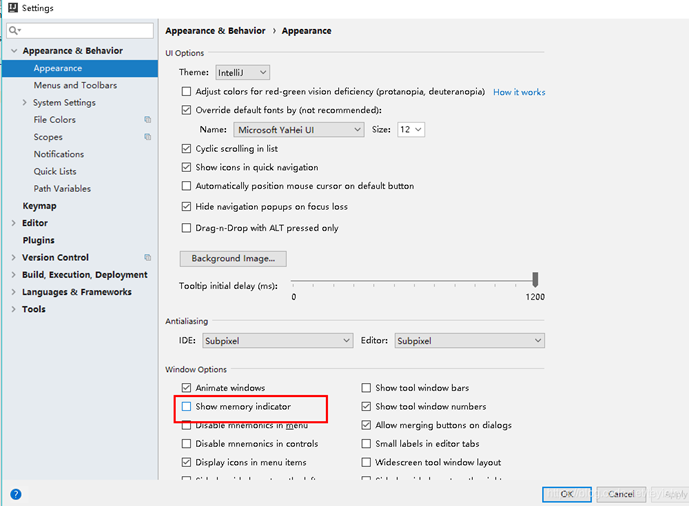 Settings
Appearance & Behavior
Appearance
Menus and Toolbars
System Settings
File Colors
Scopes
Notifications
Quick Lists
Path Variables
Keymap
Editor
Plugins
Version Control
Build, Execution, Deployment
Languages & Frameworks
Tools
Appearance & Behavior › Appearance
UI Options
Theme: IntelliJ
Adjust colors for red-green vision deficiency (protanopia, deuteranopia) How it works
Override default fonts by (not recommended):
Name: Microsoft YaHei UI Size: 12
Cyclic scrolling in list
Show icons in quick navigation
Automatically position mouse cursor on default button
Hide navigation popups on focus loss
Drag-n-Drop with ALT pressed only
Background Image...
Tooltip initial delay (ms):
0 1200
Antialiasing
IDE: Subpixel Editor: Subpixel
Window Options
Animate windows Show tool window bars
Show memory indicator Show tool window numbers
Disable mnemonics in menu Allow merging buttons on dialogs
Disable mnemonics in controls Small labels in editor tabs
Display icons in menu items Widescreen tool window layout
? OK Cancel Apply